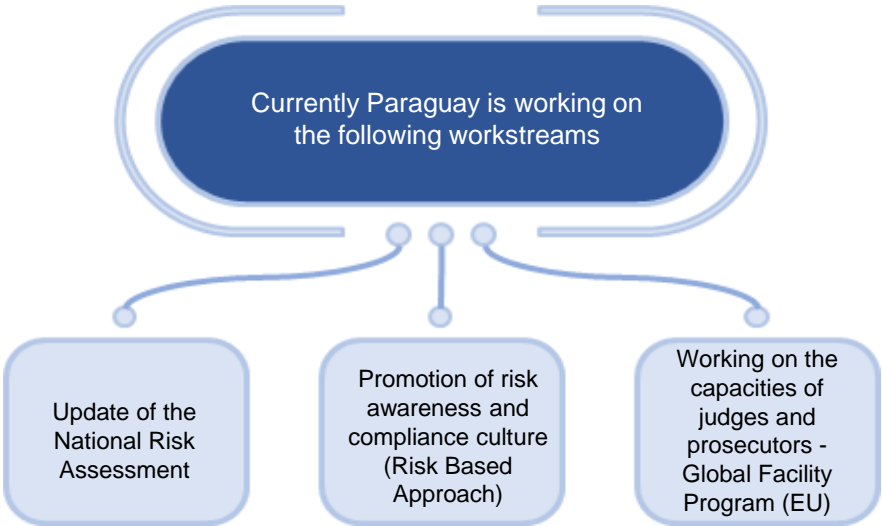 Currently Paraguay is working on
the following workstreams
Update of the
National Risk
Assessment
Promotion of risk
awareness and
compliance culture
(Risk Based
Approach)
Working on the
capacities of
judges and
prosecutors -
Global Facility
Program (EU)